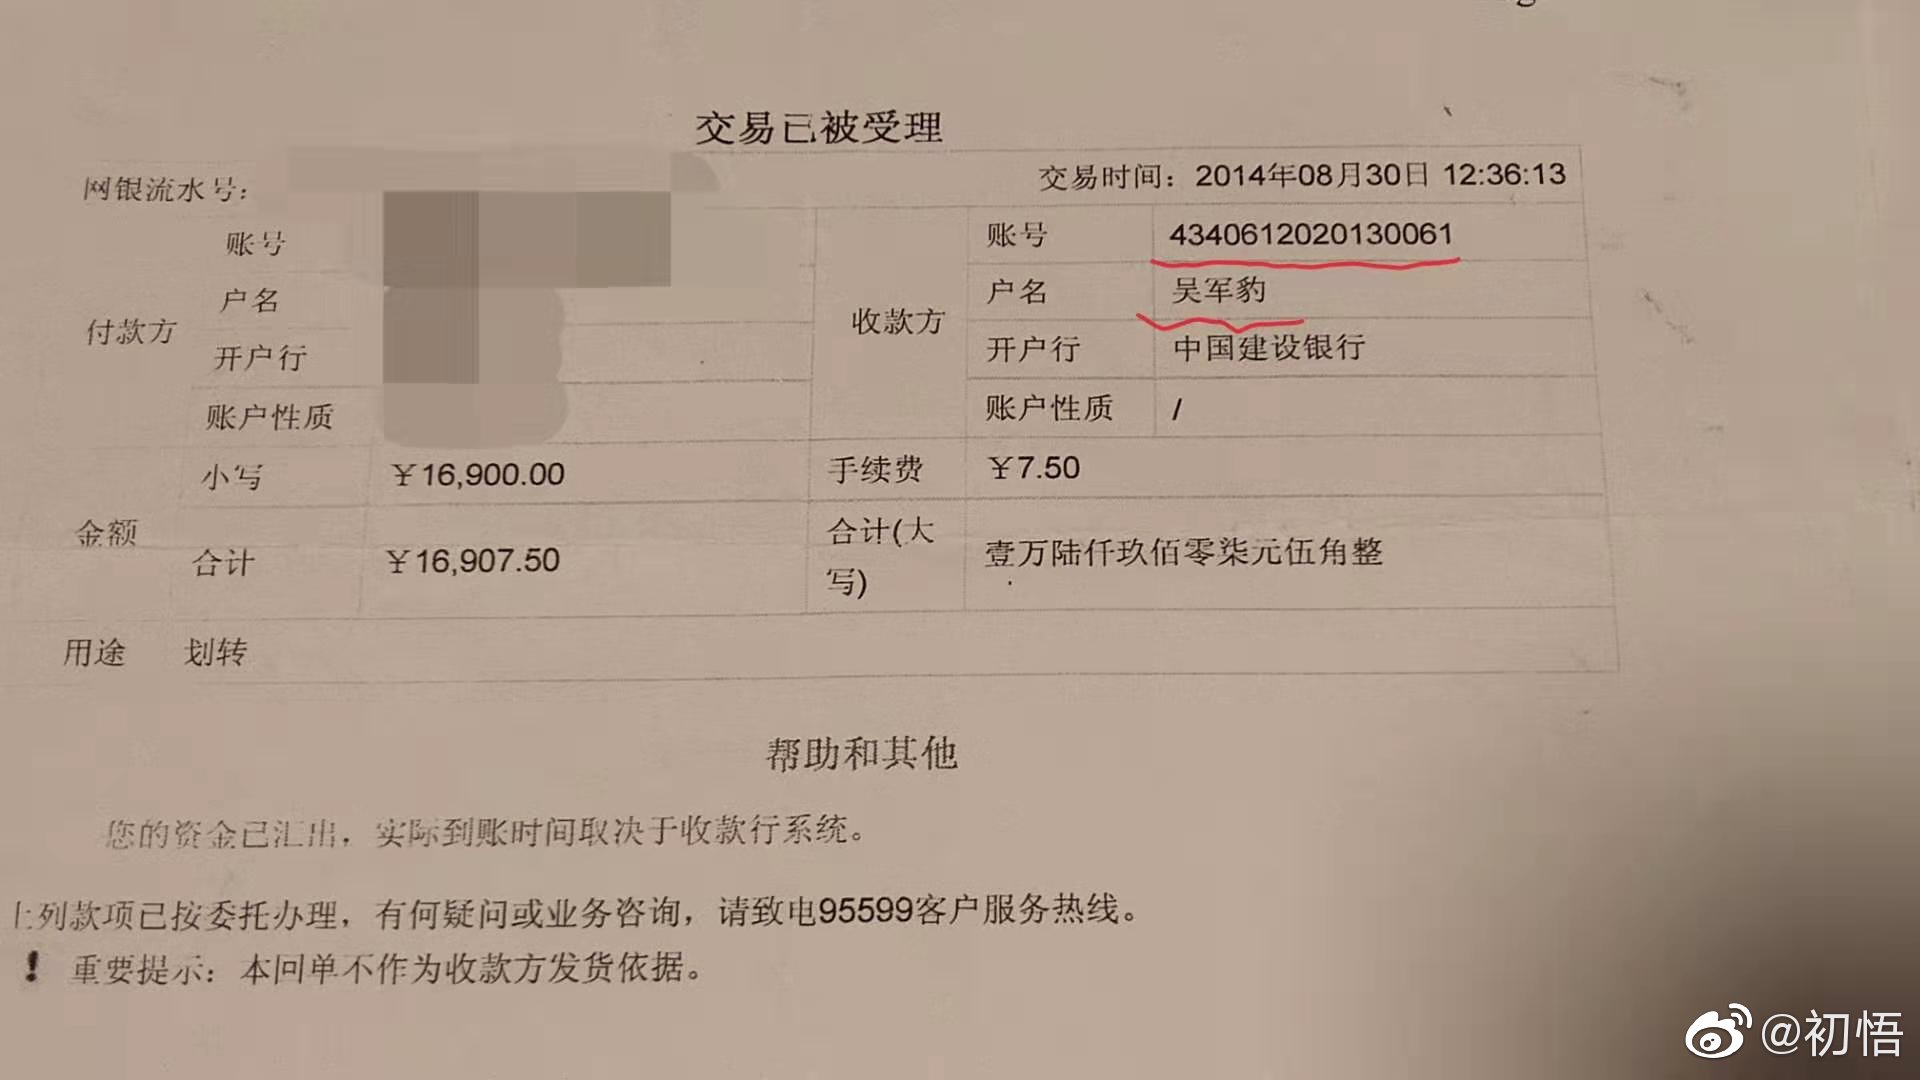 交易已被受理
网银流水号:
交易时间: 2014年08月30日 12:36:13
付款方
账号
户名
开户行
账户性质
收款方
账号 4340612020130061
户名 吴军豹
开户行 中国建设银行
账户性质 /
金额
小写 ￥16,900.00 手续费 ￥7.50
合计 ￥16,907.50 合计(大
写) 壹万陆仟玖佰零柒元伍角整
用途 划转
帮助和其他
您的资金已汇出，实际到账时间取决于收款行系统。
上列款项已按委托办理，有何疑问或业务咨询，请致电95599客户服务热线。
! 重要提示: 本回单不作为收款方发货依据。
@初悟